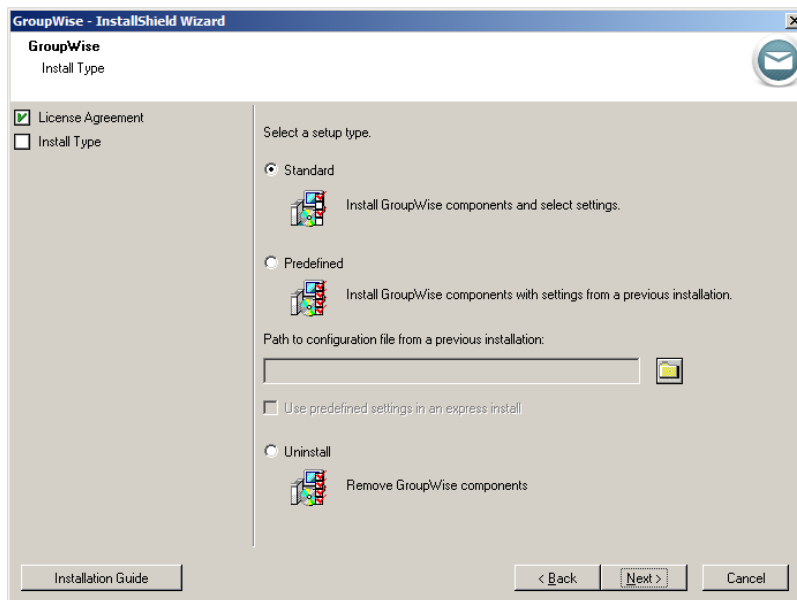 GroupWise - InstallShield Wizard
GroupWise
Install Type
License Agreement
Install Type
Select a setup type.
Standard
Install GroupWise components and select settings.
Predefined
Install GroupWise components with settings from a previous installation.
Path to configuration file from a previous installation:
Use predefined settings in an express install
Uninstall
Remove GroupWise components
Installation Guide
< Back
Next >
Cancel